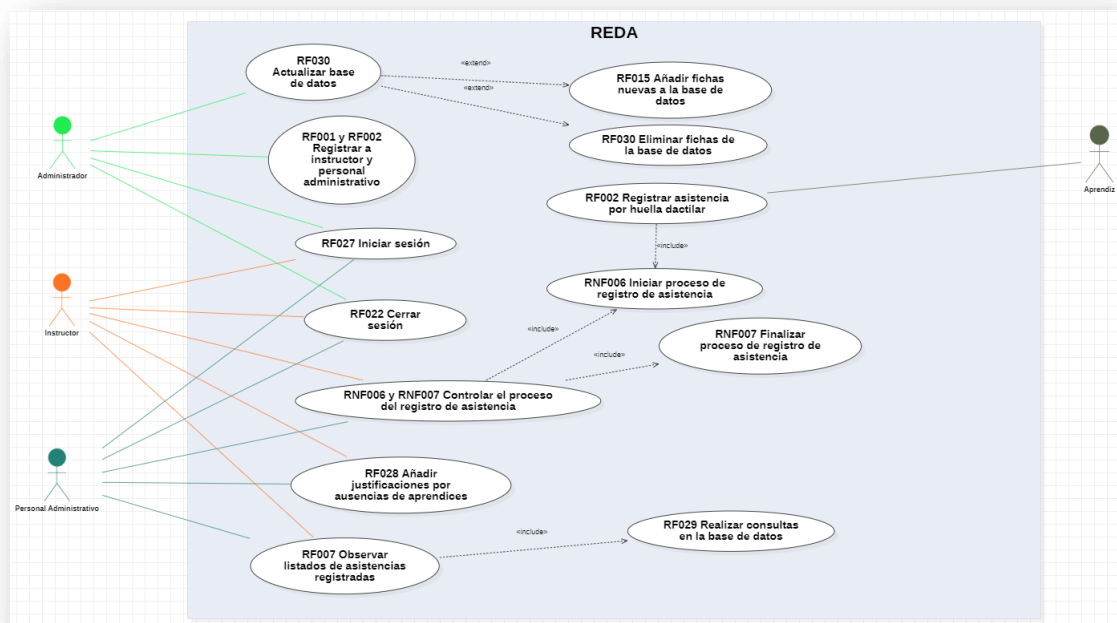 REDA
RF030
Actualizar base
de datos
«extend»
«extend»
RF015 Añadir fichas
nuevas a la base de
datos
RF030 Eliminar fichas de
la base de datos
RF001 y RF002
Registrar a
instructor y
personal
administrativo
Administrador
Aprendiz
RF002 Registrar asistencia
por huella dactilar
«include»
RF027 Iniciar sesión
RNF006 Iniciar proceso de
registro de asistencia
Instructor
RF022 Cerrar
sesión
«include»
RNF007 Finalizar
proceso de registro de
asistencia
«include»
RNF006 y RNF007 Controlar el proceso
del registro de asistencia
RF028 Añadir
justificaciones por
ausencias de aprendices
Personal Administrativo
RF007 Observar
listados de asistencias
registradas
«include»
RF029 Realizar consultas
en la base de datos